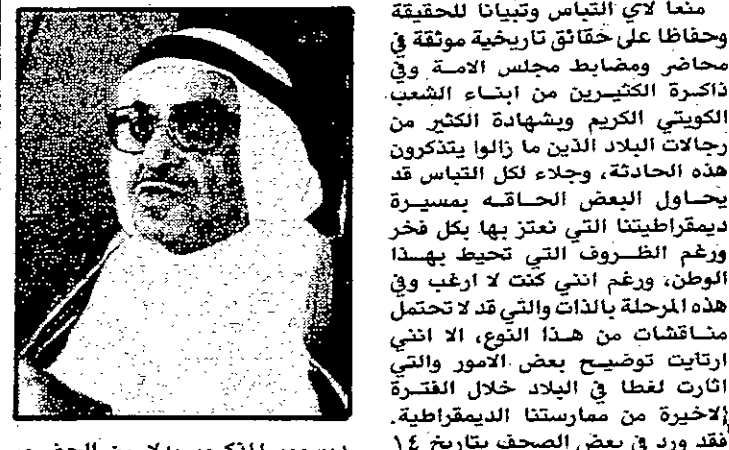 منعا لاي التباس وتبيانا للحقيقة
وحفاظا على حقائق تاريخية موثقة في
محاضر ومضابط مجلس الامة وفي
ذاكرة الكثيرين من ابناء الشعب
الكويتي الكريم وبشهادة الكثير من
رجالات البلاد الذين ما زالوا يتذكرون
هذه الحادثة، وجلاء لكل التباس قد
يحاول البعض الحاقه بمسيرة
ديمقراطيتنا التي نعتز بها بكل فخر
ورغم الظروف التي تحيط بهذا
الوطن، ورغم انني كنت لا ارغب وفي
هذه المرحلة بالذات والتي قد لا تحتمل
مناقشات من هذا النوع، الا انني
ارتايت توضيح بعض الامور والتي
اثارت لغطا في البلاد خلال الفترة
الاخيرة من ممارستنا الديمقراطية.
فقد ورد في بعض الصحف بتاريخ ١٤